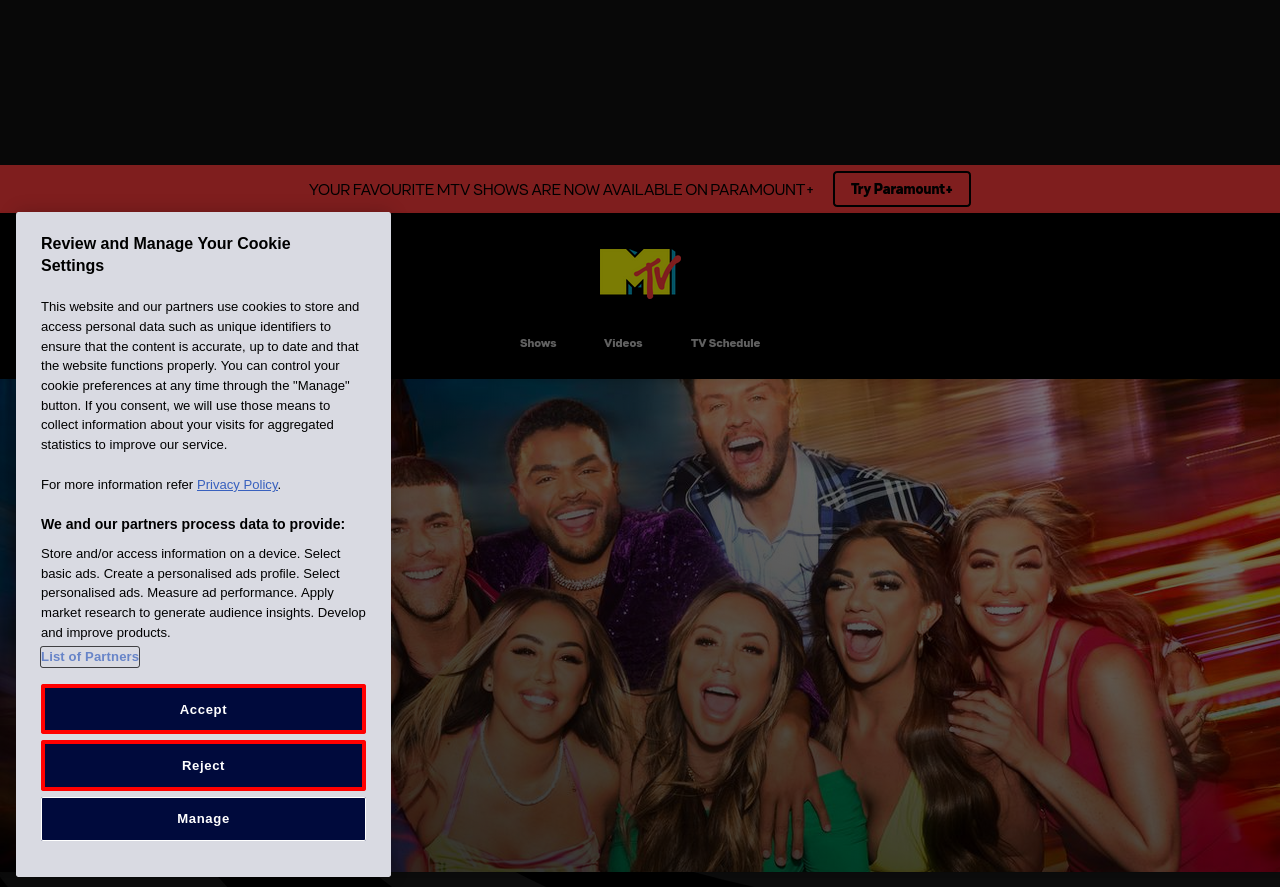 YOUR FAVOURITE MTV SHOWS ARE NOW AVAILABLE ON PARAMOUNT+
Try Paramount+
MTV
Shows
Videos
TV Schedule
Review and Manage Your Cookie
Settings
This website and our partners use cookies to store and
access personal data such as unique identifiers to
ensure that the content is accurate, up to date and that
the website functions properly. You can control your
cookie preferences at any time through the "Manage"
button. If you consent, we will use those means to
collect information about your visits for aggregated
statistics to improve our service.
For more information refer Privacy Policy.
We and our partners process data to provide:
Store and/or access information on a device. Select
basic ads. Create a personalised ads profile. Select
personalised ads. Measure ad performance. Apply
market research to generate audience insights. Develop
and improve products.
List of Partners
Accept
Reject
Manage